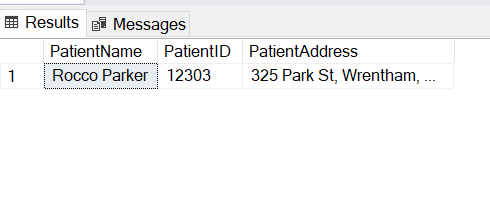 Results Messages
PatientName PatientID PatientAddress
1 Rocco Parker 12303 325 Park St, Wrentham, ...